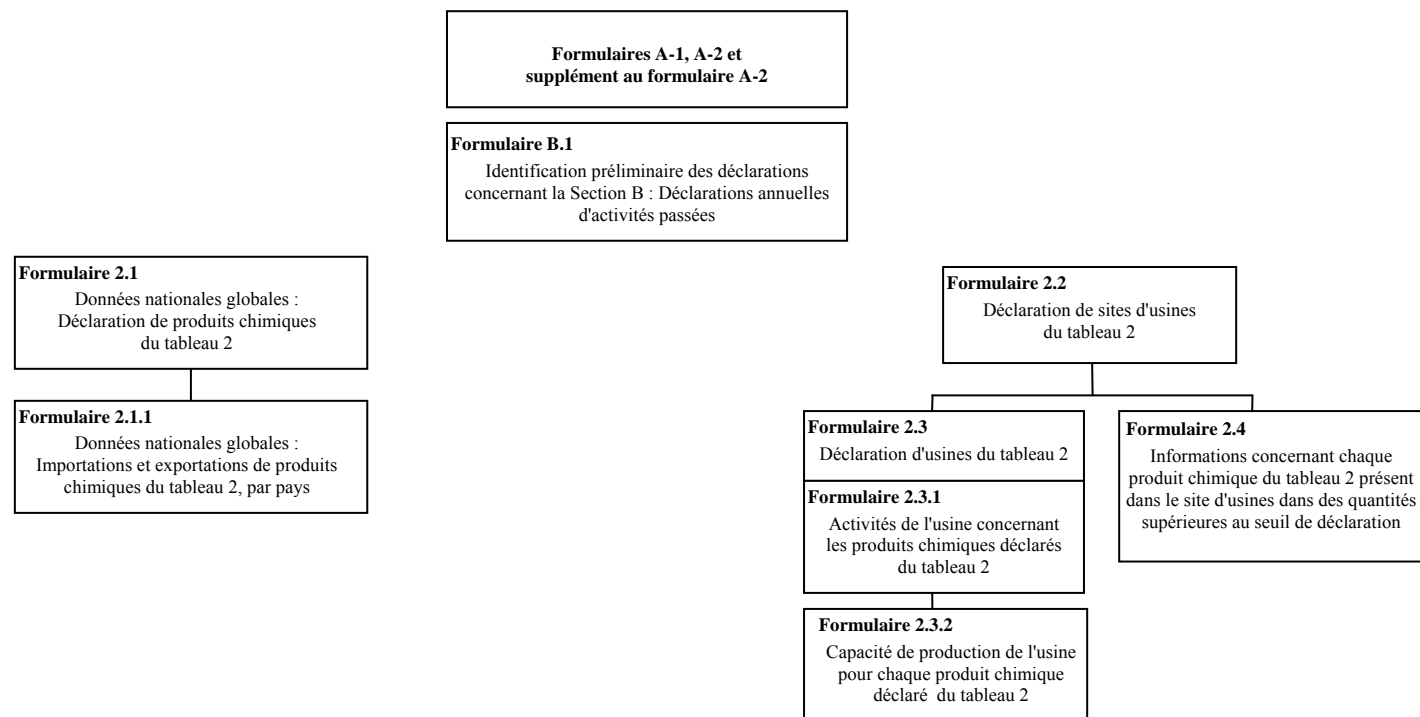 Formulaires A-1, A-2 et
supplément au formulaire A-2
Formulaire B.1
Identification préliminaire des déclarations
concernant la Section B : Déclarations annuelles
d'activités passées
Formulaire 2.1
Données nationales globales :
Déclaration de produits chimiques
du tableau 2
Formulaire 2.1.1
Données nationales globales :
Importations et exportations de produits
chimiques du tableau 2, par pays
Formulaire 2.2
Déclaration de sites d'usines
du tableau 2
Formulaire 2.3
Déclaration d'usines du tableau 2
Formulaire 2.3.1
Activités de l'usine concernant
les produits chimiques déclarés
du tableau 2
Formulaire 2.3.2
Capacité de production de l'usine
pour chaque produit chimique
déclaré du tableau 2
Formulaire 2.4
Informations concernant chaque
produit chimique du tableau 2 présent
dans le site d'usines dans des quantités
supérieures au seuil de déclaration